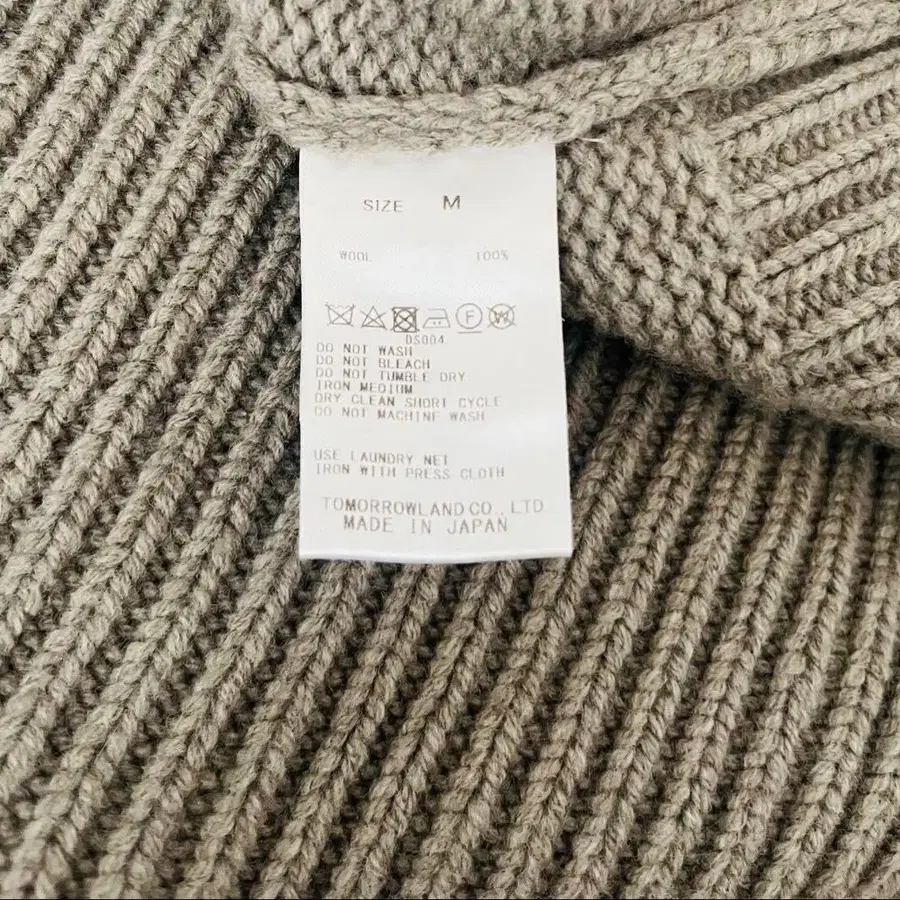 SIZE M
WOOL 100%
DS004
DO NOT WASH
DO NOT BLEACH
DO NOT TUMBLE DRY
IRON MEDIUM
DRY CLEAN SHORT CYCLE
DO NOT MACHINE WASH
USE LAUNDRY NET
IRON WITH PRESS CLOTH
TOMORROWLAND CO., LTD
MADE IN JAPAN